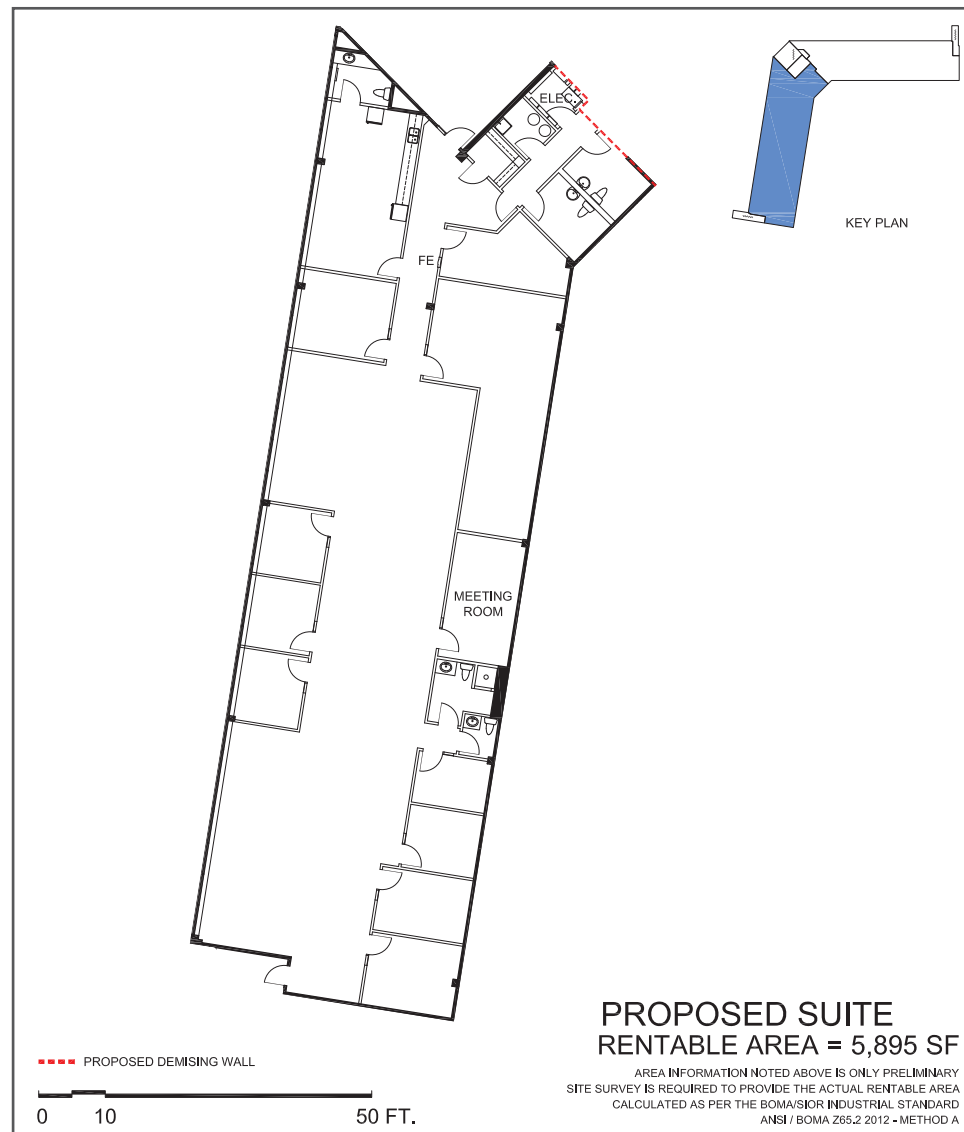 ELEC.
KEY PLAN
FE
MEETING
ROOM
PROPOSED SUITE
RENTABLE AREA = 5,895 SF
PROPOSED DEMISING WALL
AREA INFORMATION NOTED ABOVE IS ONLY PRELIMINARY
SITE SURVEY IS REQUIRED TO PROVIDE THE ACTUAL RENTABLE AREA
CALCULATED AS PER THE BOMA/SIOR INDUSTRIAL STANDARD
ANSI / BOMA Z65.2 2012 - METHOD A
0 10 50 FT.